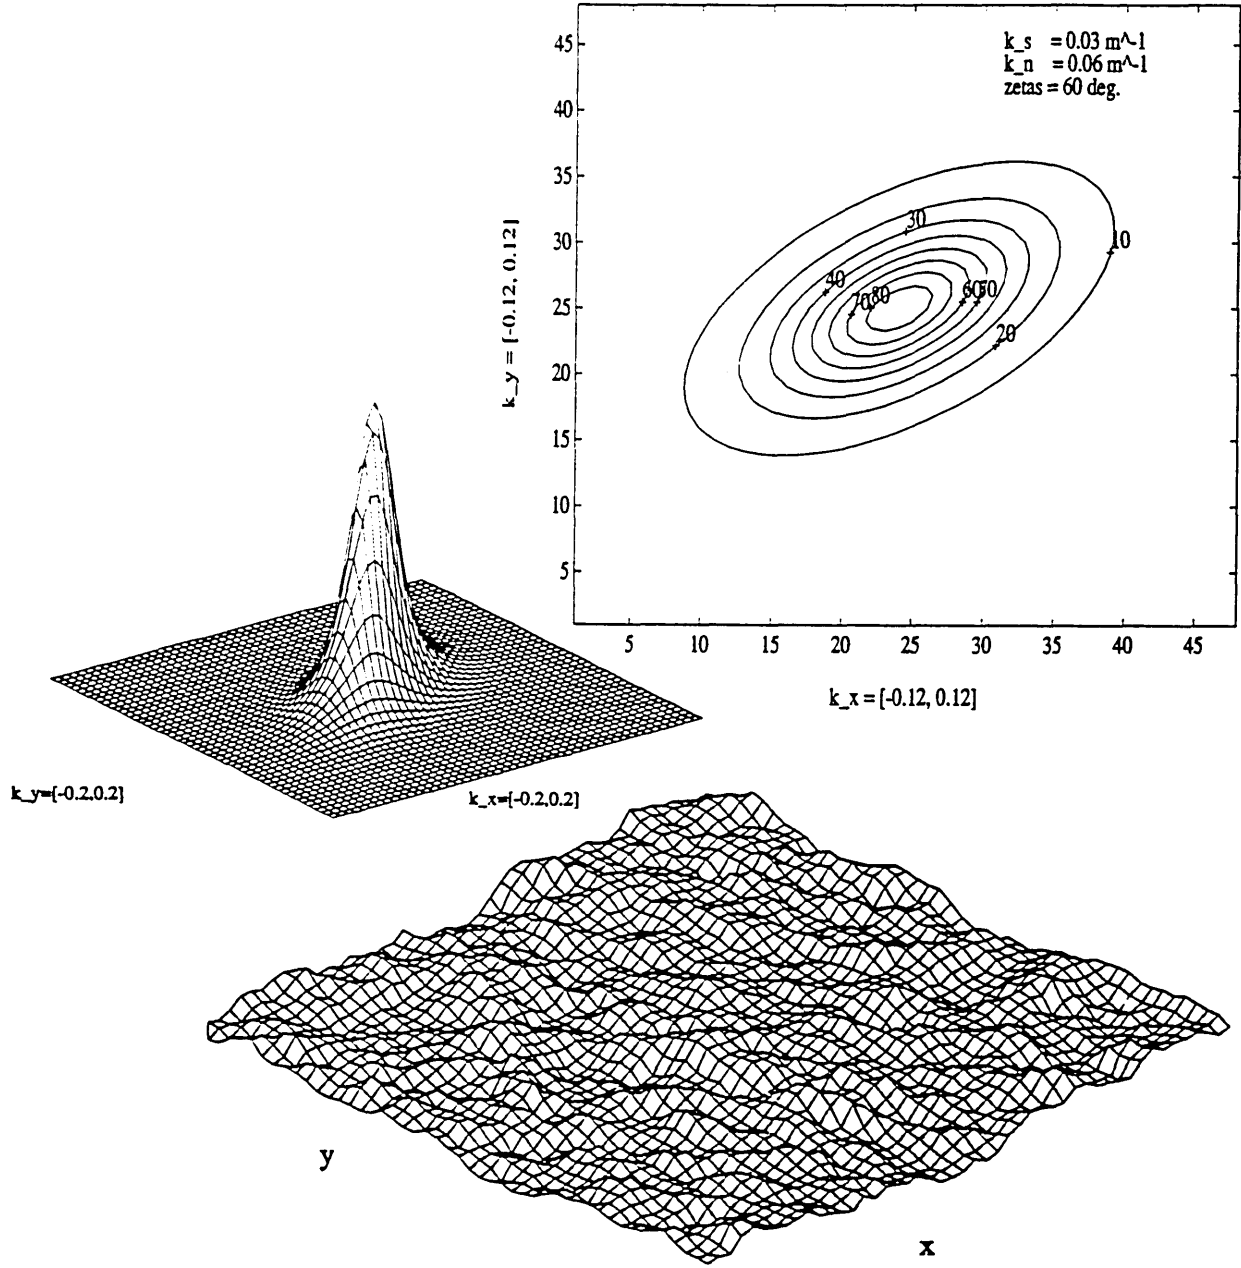 k_s = 0.03 m^-1
k_n = 0.06 m^-1
zetas = 60 deg.
45
40
35
30
25
20
15
10
5
k_y = [-0.12, 0.12]
30
10
40
70
80
60
50
20
5 10 15 20 25 30 35 40 45
k_x = [-0.12, 0.12]
k_y=[-0.2,0.2]
k_x=[-0.2,0.2]
y
x